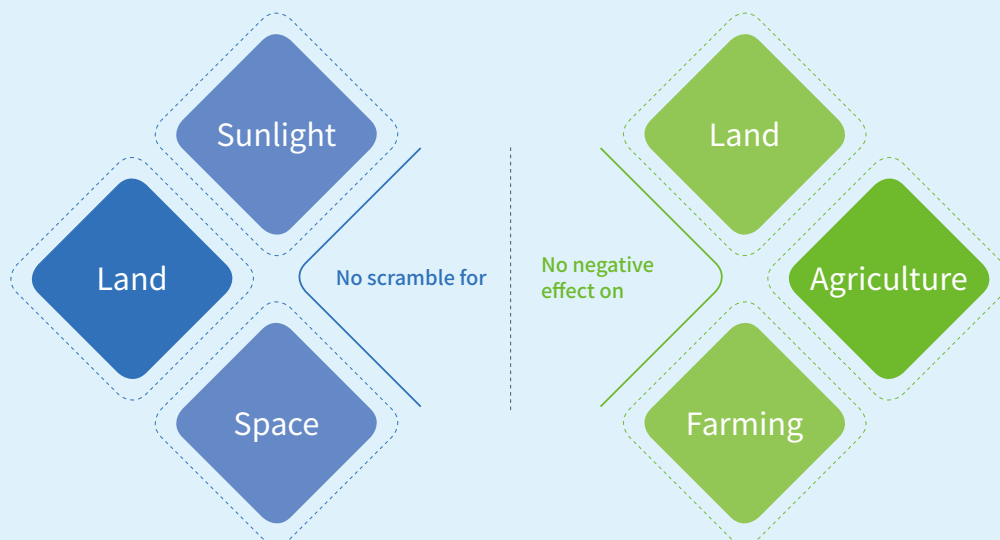 Sunlight
Land
Space
No scramble for
No negative
effect on
Land
Agriculture
Farming